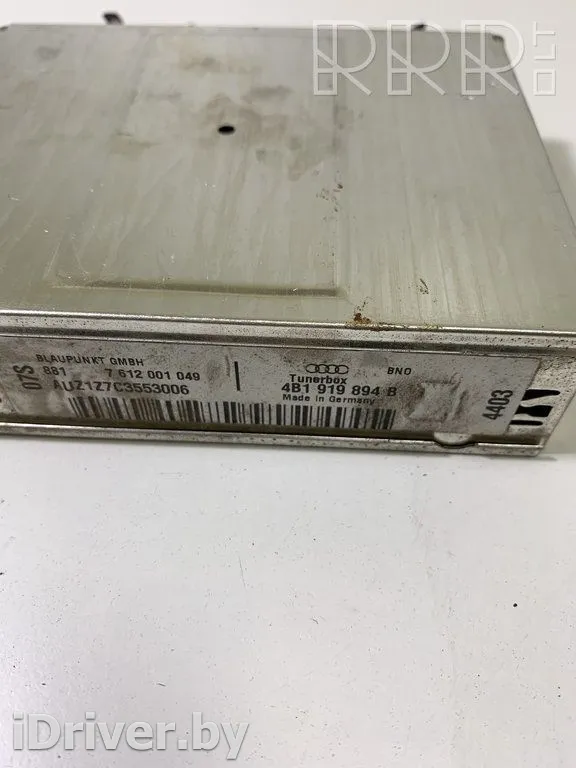 RRR.LT
BLAUPUNKT GMBH
07S
881 7 612 001 049
AUZ1Z7C3553006
Tunerbox
BNO
4B1 919 894 B
Made in Germany
4403
iDriver.by